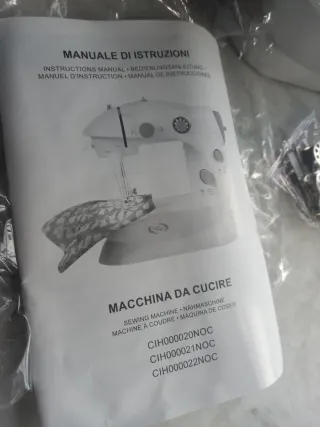 MANUALE DI ISTRUZIONI
INSTRUCTIONS MANUAL • BEDIENUNGSANLEITUNG •
MANUEL D'INSTRUCTION • MANUAL DE INSTRUCCIONES
MACCHINA DA CUCIRE
SEWING MACHINE • NÄHMASCHINE
MACHINE À COUDRE • MÁQUINA DE COSER
CIH000020NOC
CIH000021NOC
CIH000022NOC